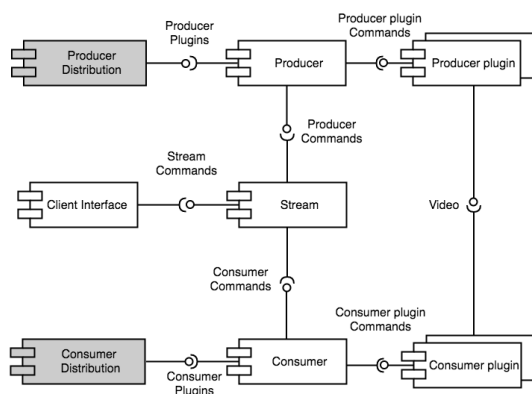 Producer
Plugins
Producer plugin
Commands
Producer
Distribution
Producer
Producer plugin
Producer
Commands
Stream
Commands
Client Interface
Stream
Video
Consumer
Commands
Consumer plugin
Commands
Consumer
Distribution
Consumer
Consumer plugin
Consumer
Plugins